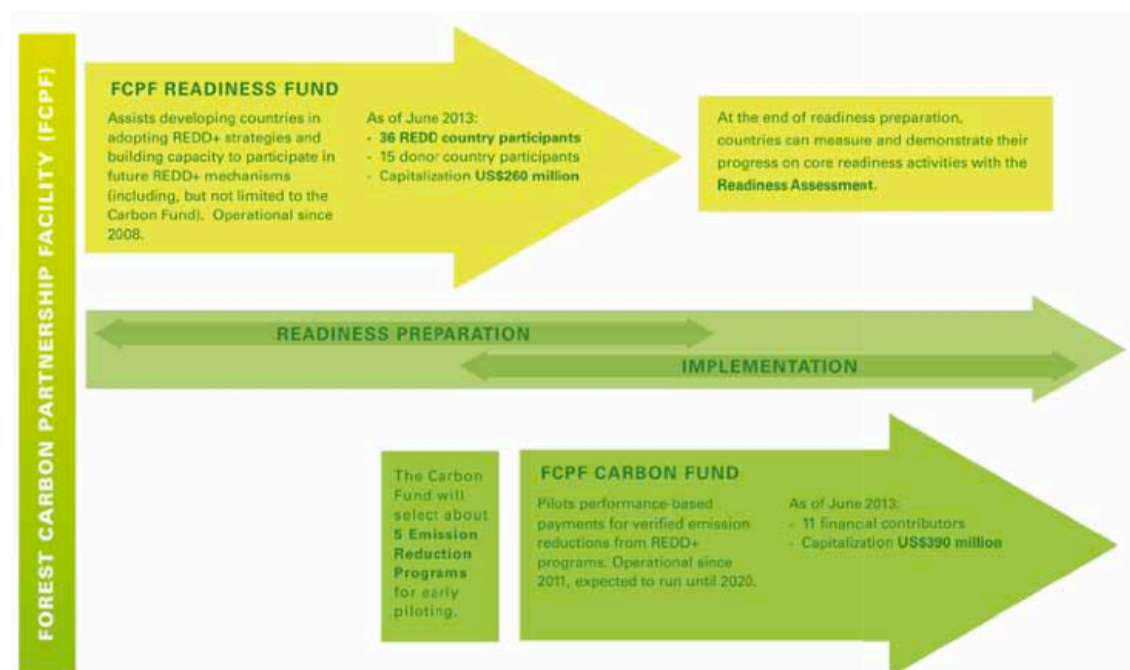 FOREST CARBON PARTNERSHIP FACILITY (FCPF)
FCPF READINESS FUND
Assists developing countries in
adopting REDD+ strategies and
building capacity to participate in
future REDD+ mechanisms
(including, but not limited to the
Carbon Fund). Operational since
2008.
As of June 2013:
- 36 REDD country participants
- 15 donor country participants
- Capitalization US$260 million
At the end of readiness preparation,
countries can measure and demonstrate their
progress on core readiness activities with the
Readiness Assessment.
READINESS PREPARATION
IMPLEMENTATION
The Carbon
Fund will
select about
5 Emission
Reduction
Programs
for early
piloting.
FCPF CARBON FUND
Pilots performance-based
payments for verified emission
reductions from REDD+
programs. Operational since
2011, expected to run until 2020.
As of June 2013:
- 11 financial contributors
- Capitalization US$390 million